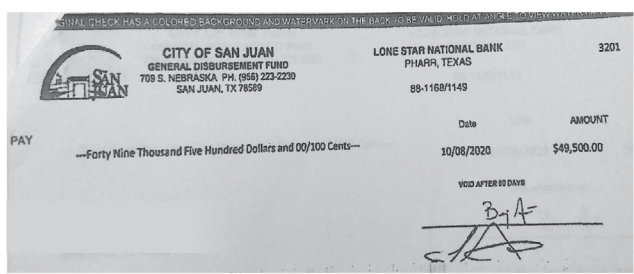 ORIGINAL CHECK HAS A COLORED BACKGROUND AND WATERMARK ON THE BACK TO BE VALID. HOLD AT ANGLE TO VIEW
SAN JUAN
CITY OF SAN JUAN
GENERAL DISBURSEMENT FUND
709 S. NEBRASKA PH. (956) 223-2230
SAN JUAN, TX 78589
LONE STAR NATIONAL BANK
PHARR, TEXAS
88-1168/1149
3201
Date
AMOUNT
PAY
---Forty Nine Thousand Five Hundred Dollars and 00/100 Cents---
10/08/2020
$49,500.00
VOID AFTER 90 DAYS